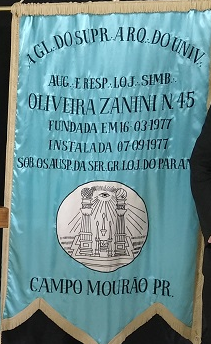 A GL∴ DO SUPR∴ ARQ∴ DO UNIV∴
AUG∴ E RESP∴ LOJ∴ SIMB∴
OLIVEIRA ZANINI N.45
FUNDADA EM 16-03-1977
INSTALADA 07-09-1977
SOB OS AUSP∴ DA SER∴ GR∴ LOJ∴ DO PARAN
CAMPO MOURÃO PR.